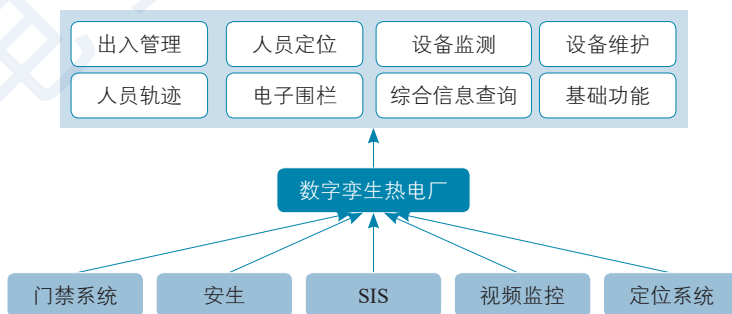 出入管理 人员定位 设备监测 设备维护
人员轨迹 电子围栏 综合信息查询 基础功能
数字孪生热电厂
门禁系统 安生 SIS 视频监控 定位系统